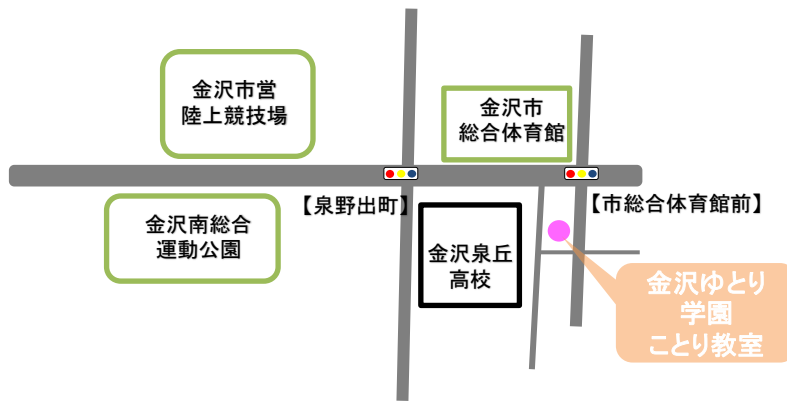 金沢市営
陸上競技場
金沢市
総合体育館
【泉野出町】
【市総合体育館前】
金沢南総合
運動公園
金沢泉丘
高校
金沢ゆとり
学園
ことり教室